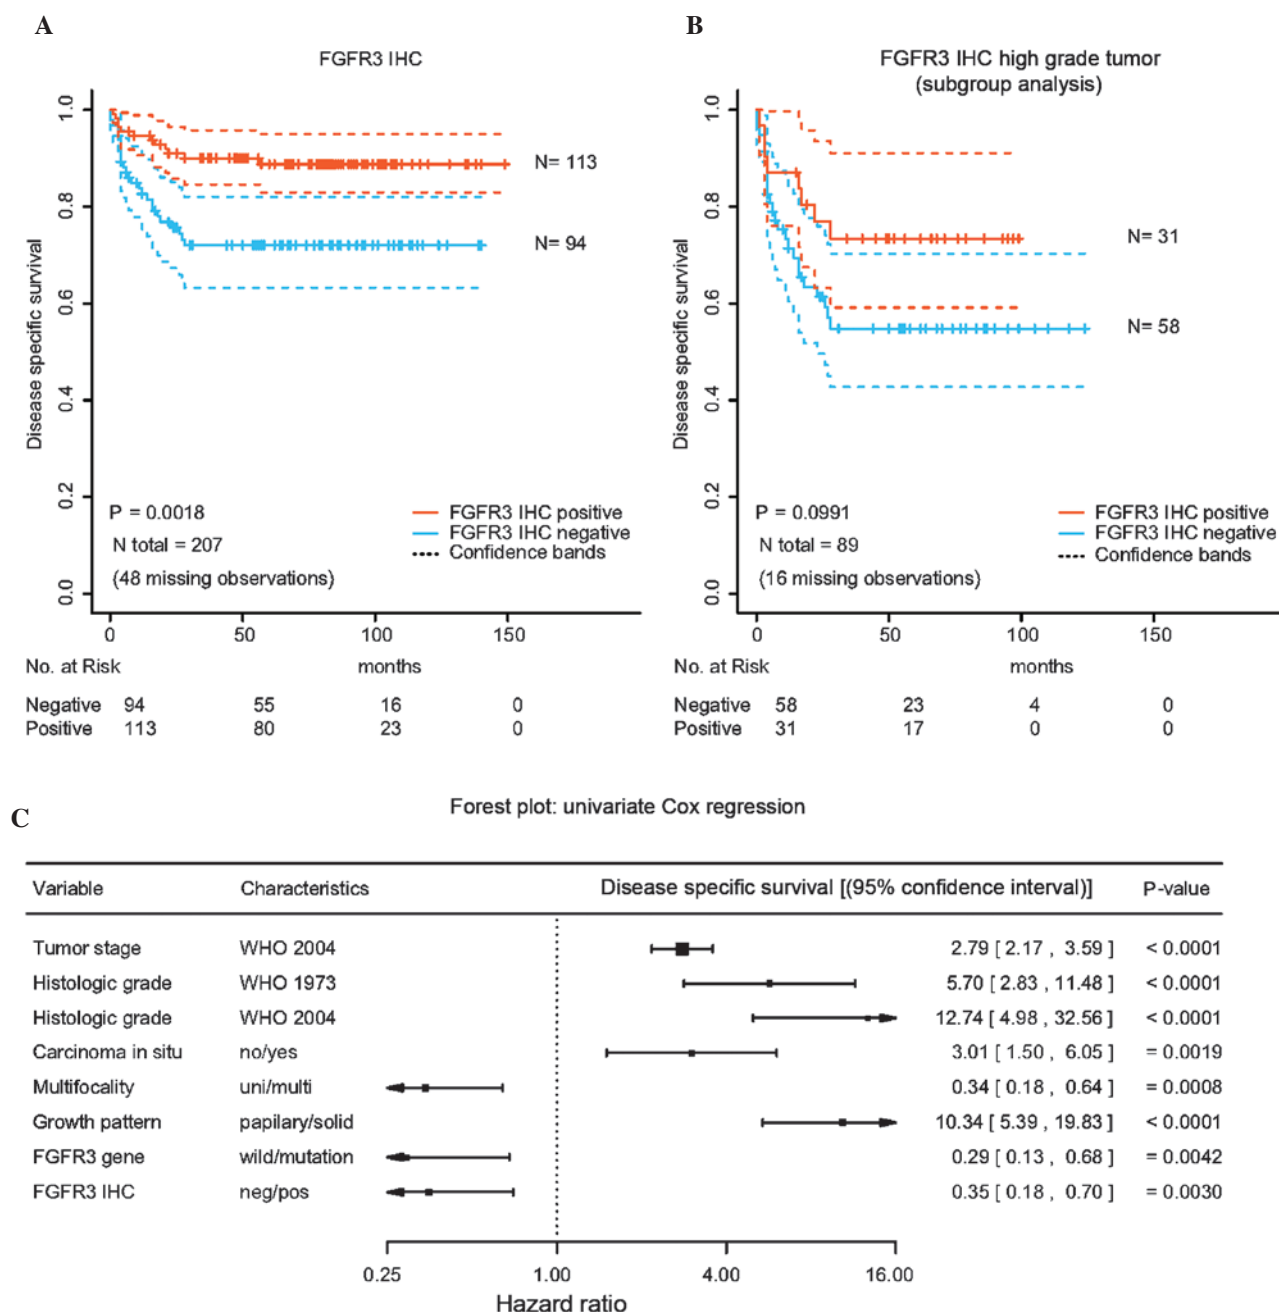 A
FGFR3 IHC
Disease specific survival
1.0
0.8
0.6
0.4
0.2
0.0
N= 113
N= 94
P = 0.0018
N total = 207
(48 missing observations)
FGFR3 IHC positive
FGFR3 IHC negative
Confidence bands
0 50 100 150
No. at Risk months
Negative 94 55 16 0
Positive 113 80 23 0
B
FGFR3 IHC high grade tumor
(subgroup analysis)
Disease specific survival
1.0
0.8
0.6
0.4
0.2
0.0
N= 31
N= 58
P = 0.0991
N total = 89
(16 missing observations)
FGFR3 IHC positive
FGFR3 IHC negative
Confidence bands
0 50 100 150
No. at Risk months
Negative 58 23 4 0
Positive 31 17 0 0
C
Forest plot: univariate Cox regression
Variable Characteristics Disease specific survival [(95% confidence interval)] P-value
Tumor stage WHO 2004 2.79 [ 2.17 , 3.59 ] < 0.0001
Histologic grade WHO 1973 5.70 [ 2.83 , 11.48 ] < 0.0001
Histologic grade WHO 2004 12.74 [ 4.98 , 32.56 ] < 0.0001
Carcinoma in situ no/yes 3.01 [ 1.50 , 6.05 ] = 0.0019
Multifocality uni/multi 0.34 [ 0.18 , 0.64 ] = 0.0008
Growth pattern papilary/solid 10.34 [ 5.39 , 19.83 ] < 0.0001
FGFR3 gene wild/mutation 0.29 [ 0.13 , 0.68 ] = 0.0042
FGFR3 IHC neg/pos 0.35 [ 0.18 , 0.70 ] = 0.0030
0.25 1.00 4.00 16.00
Hazard ratio